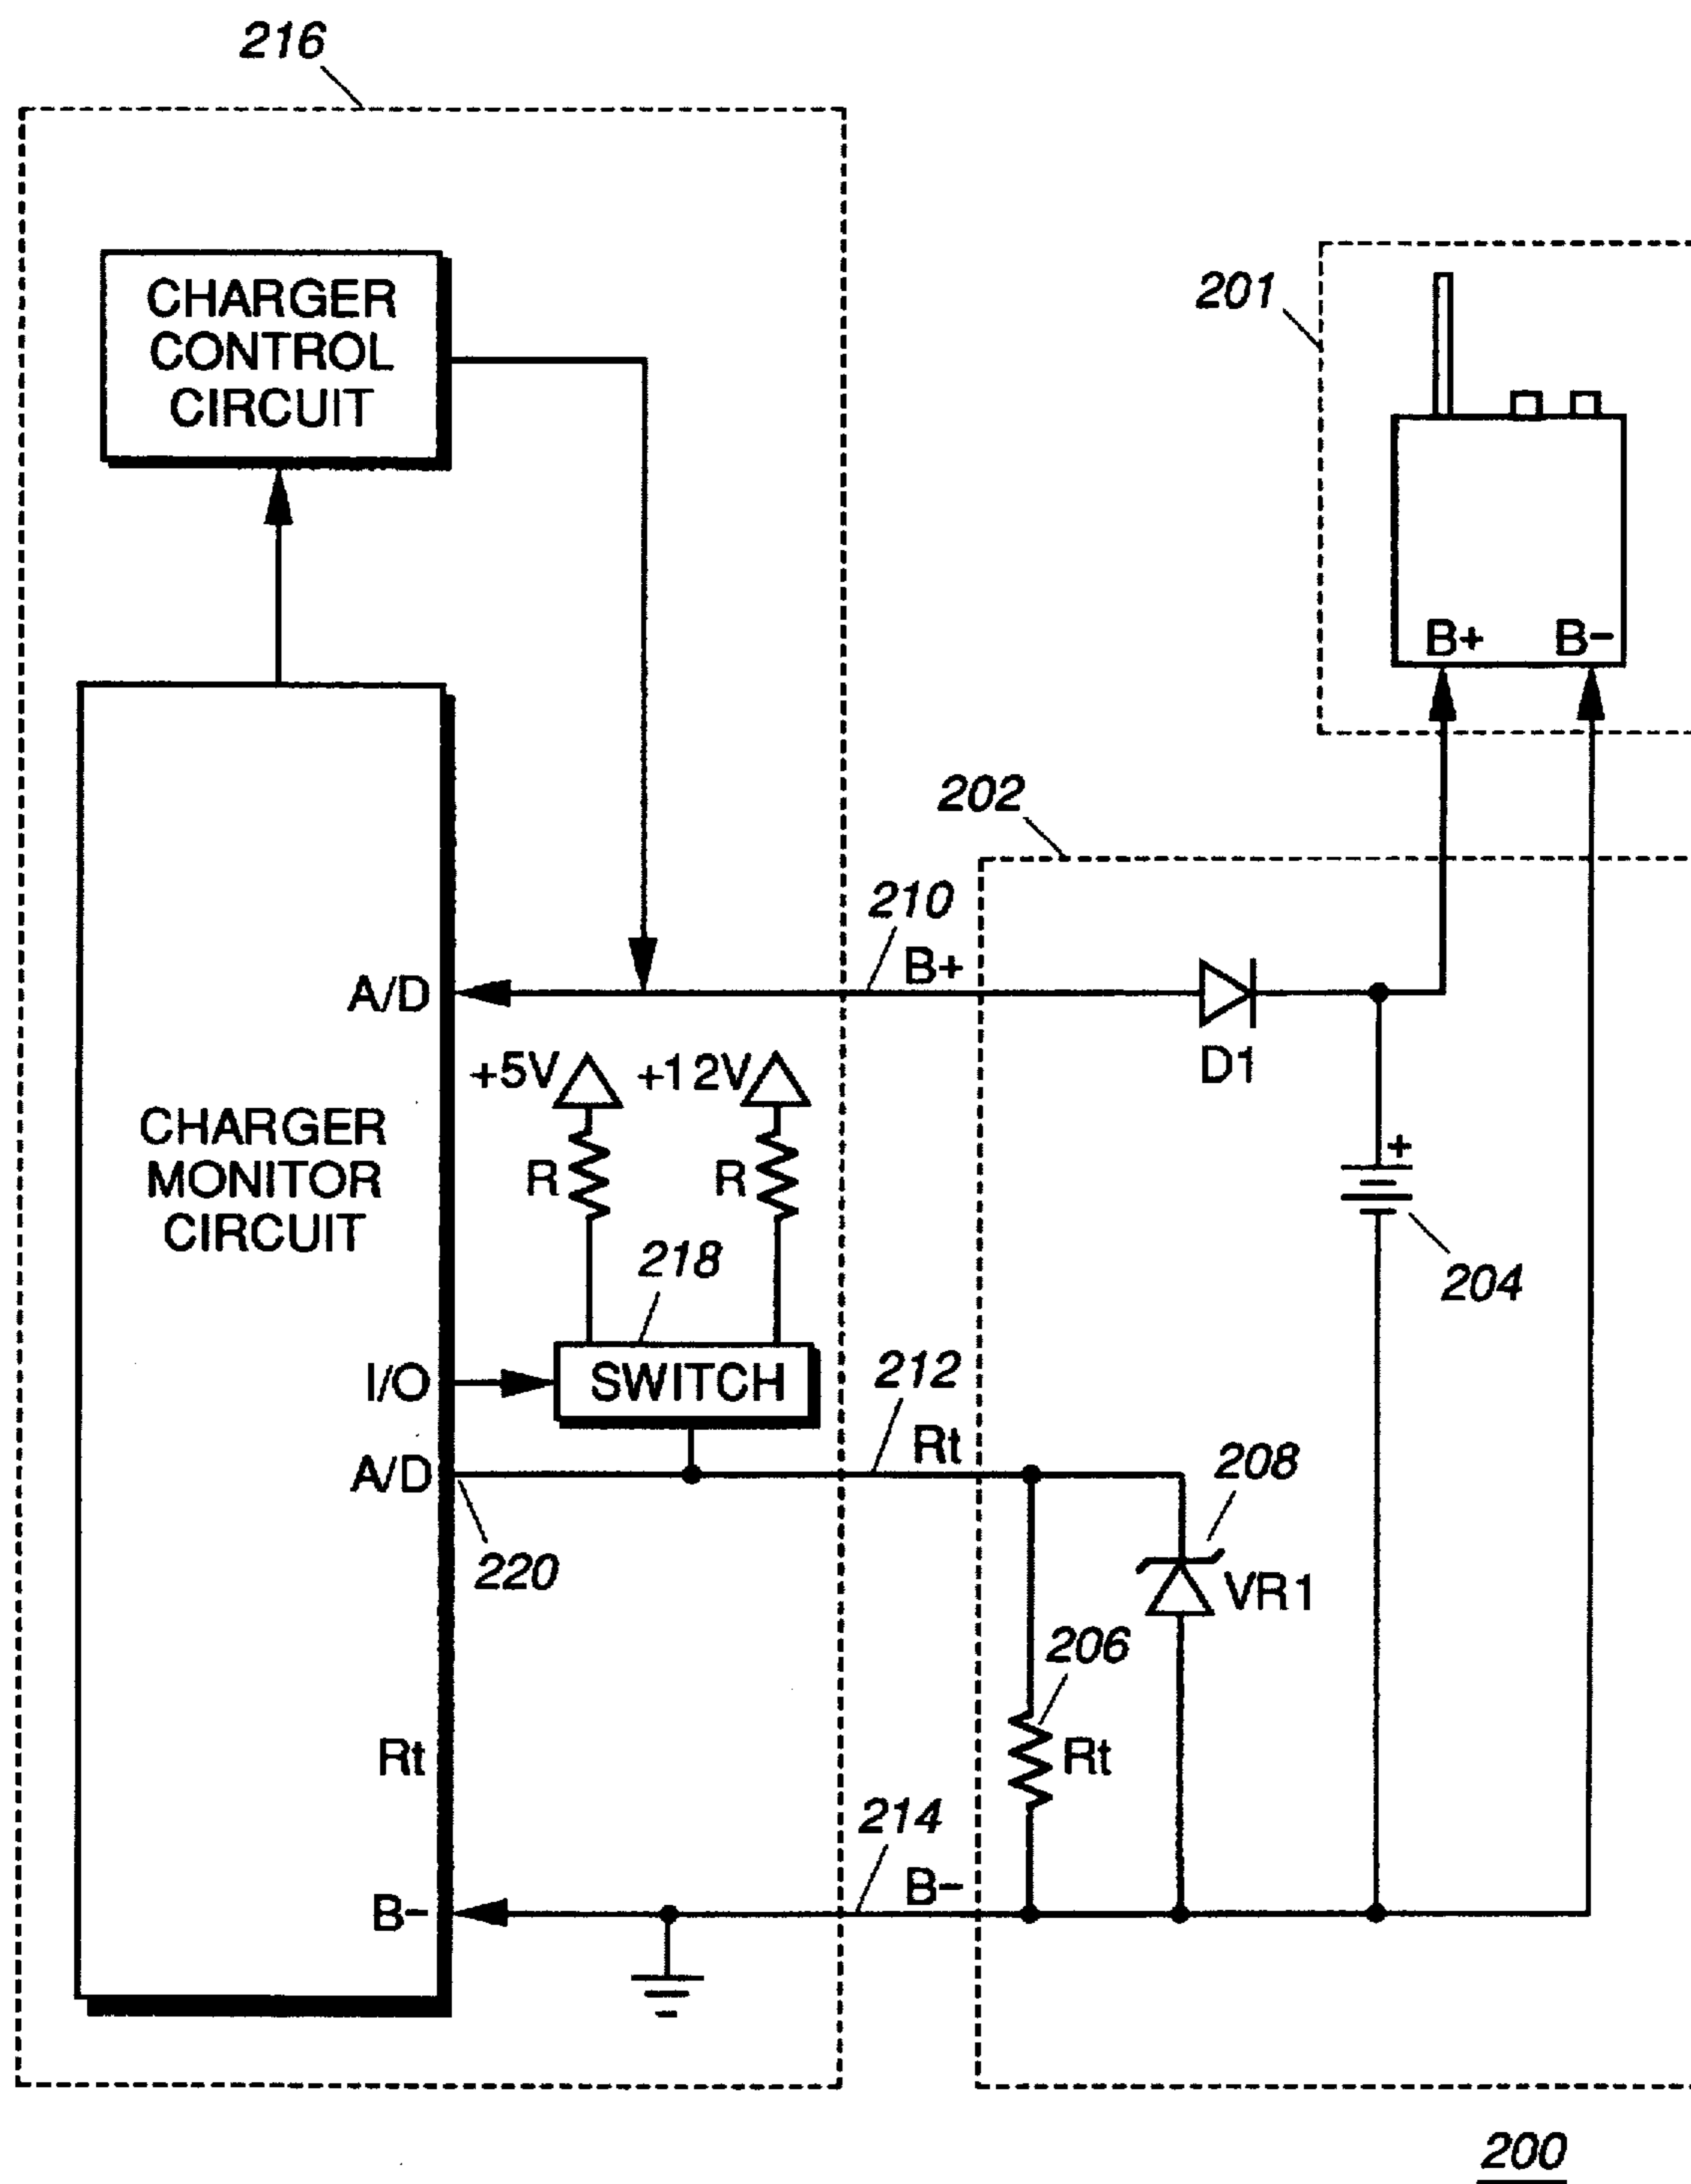 216
CHARGER
CONTROL
CIRCUIT
201
B+ B-
202
210
B+
A/D
D1
+5V +12V
CHARGER
MONITOR
CIRCUIT
R R
+
204
218
I/O
SWITCH
212
Rt
A/D
208
220
VR1
206
Rt
Rt
214
B-
B-
200